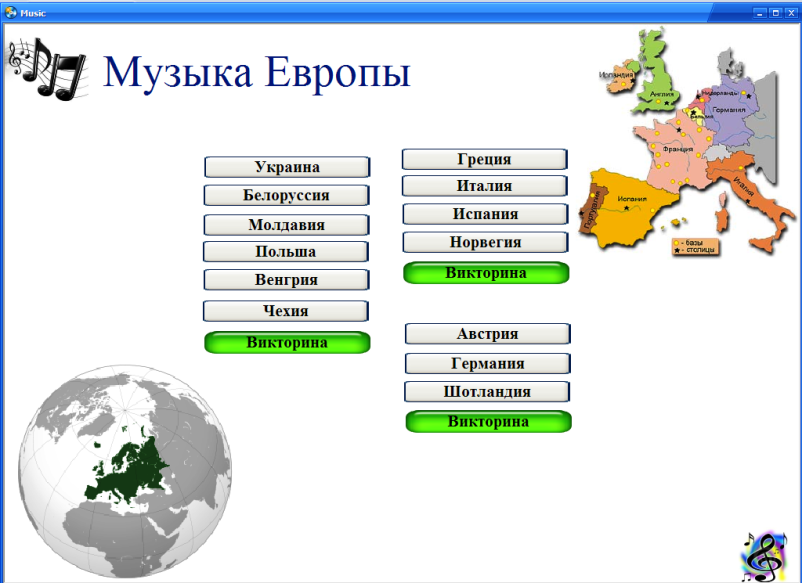 Music
Музыка Европы
Украина
Белоруссия
Молдавия
Польша
Венгрия
Чехия
Викторина
Греция
Италия
Испания
Норвегия
Викторина
Австрия
Германия
Шотландия
Викторина
Ирландия
Англия
Нидерланды
Германия
Бельгия
Франция
Италия
Испания
Португалия
- базы
- столицы